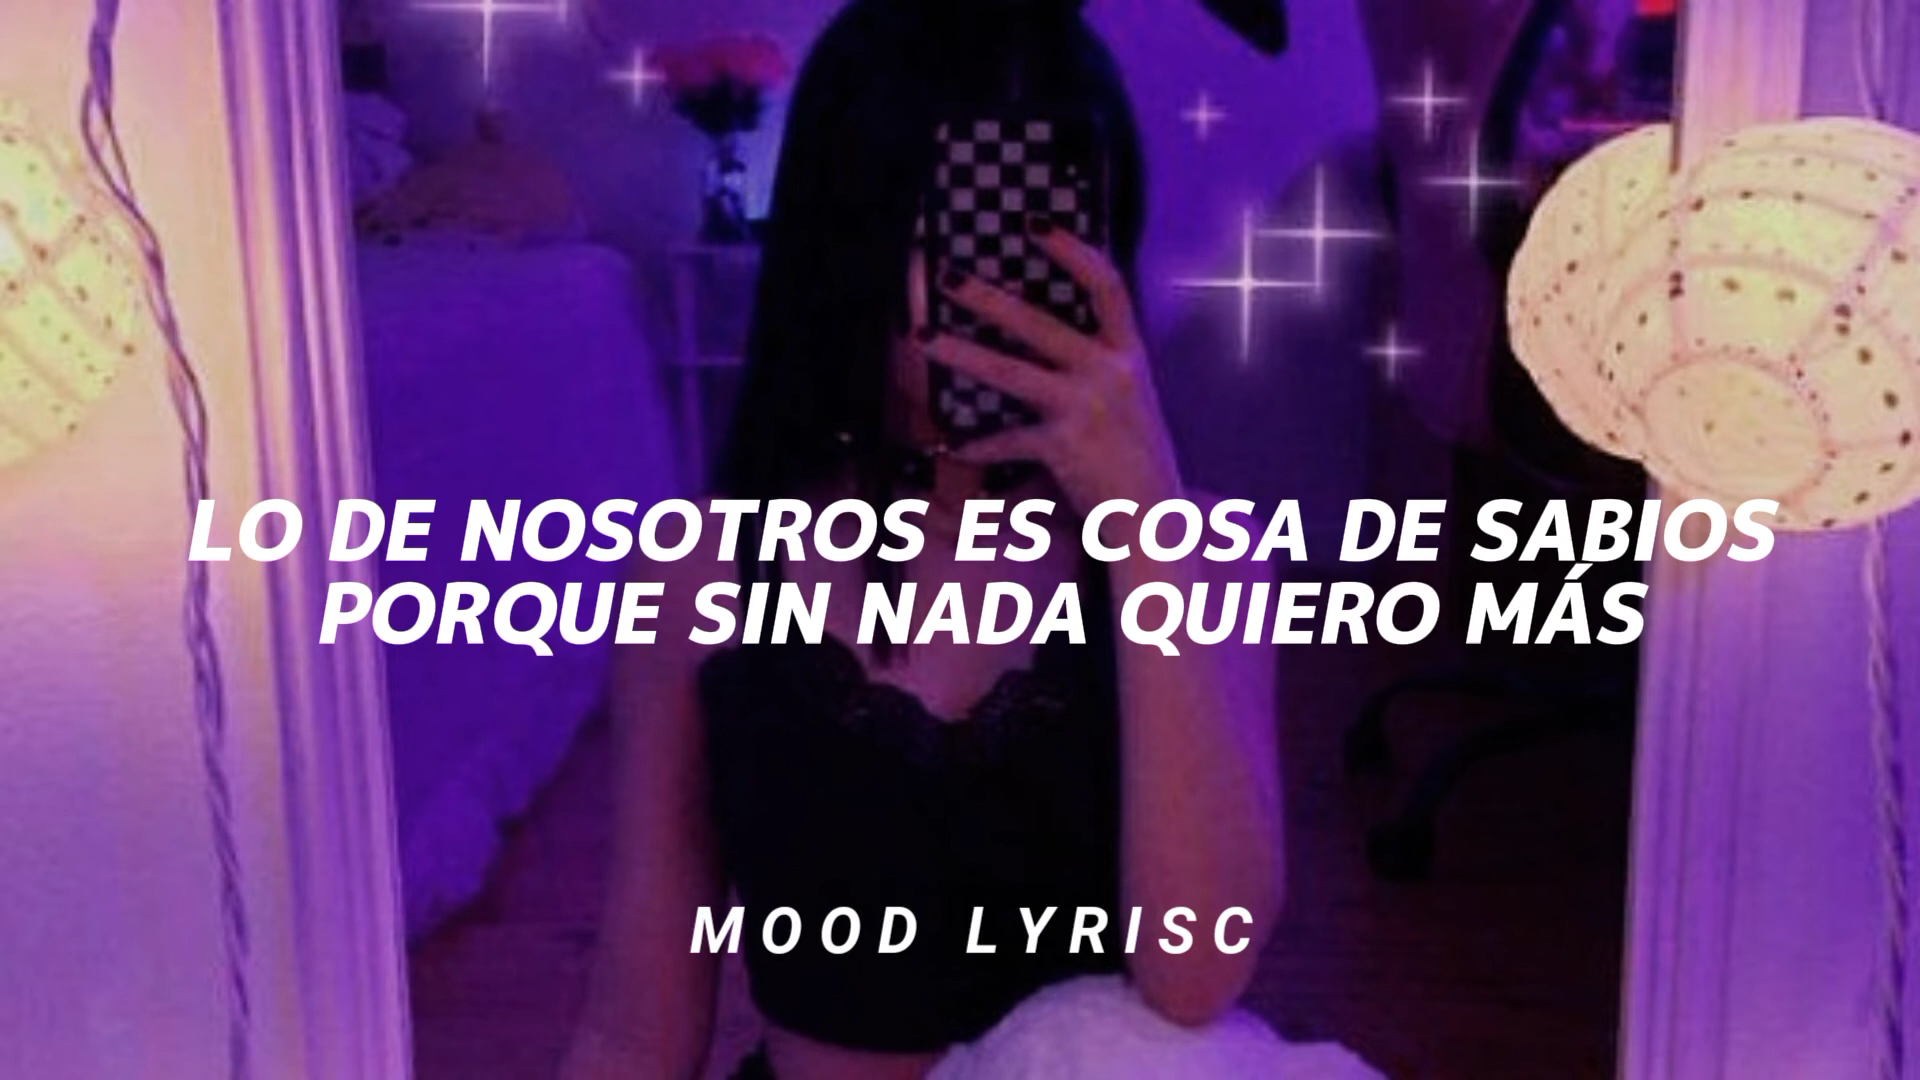 LO DE NOSOTROS ES COSA DE SABIOS
PORQUE SIN NADA QUIERO MÁS
MOOD LYRISC